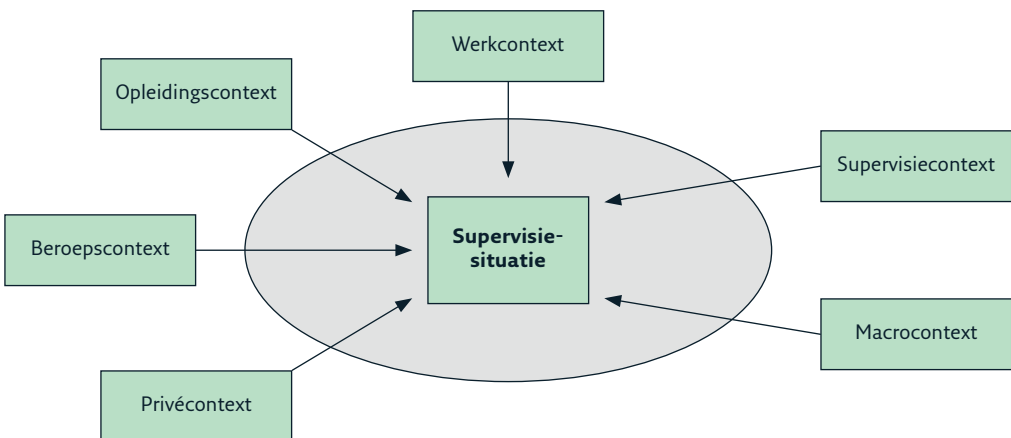 Werkcontext
Opleidingscontext
Supervisiecontext
Beroepscontext
Supervisie-
situatie
Macrocontext
Privécontext